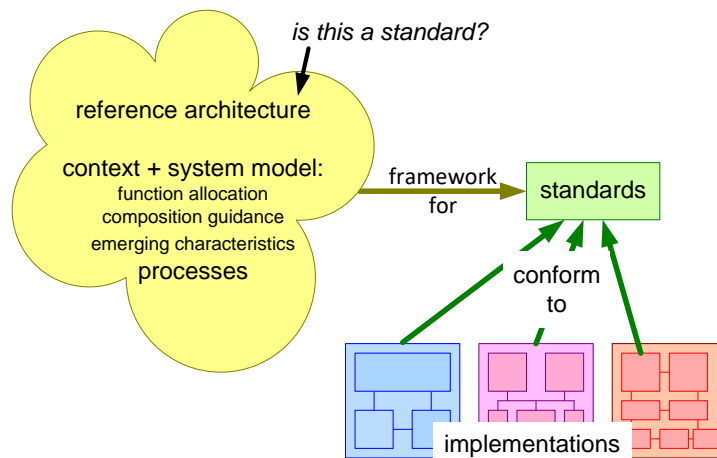 is this a standard?
reference architecture
context + system model:
function allocation
composition guidance
emerging characteristics
processes
framework
for
standards
conform
to
implementations